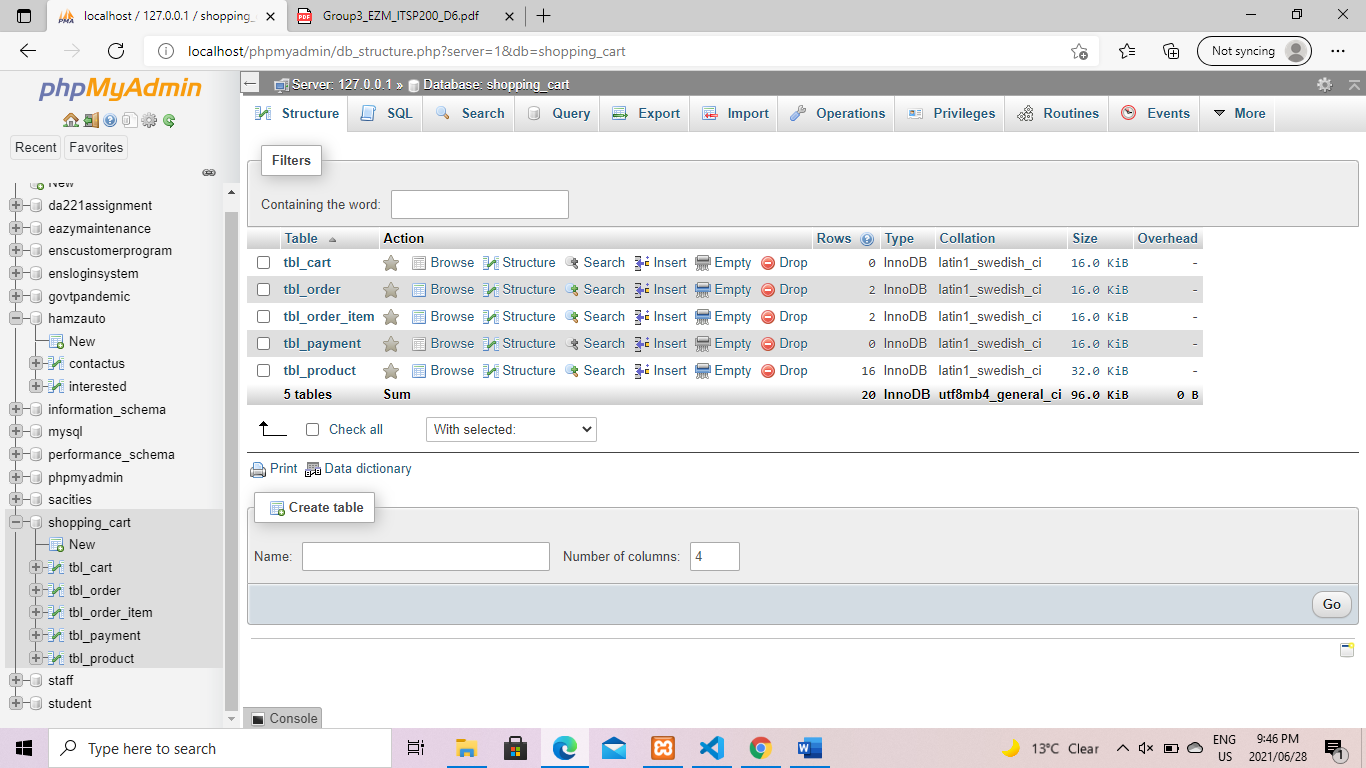 localhost / 127.0.0.1 / shopping_
Group3_EZM_ITSP200_D6.pdf
localhost/phpmyadmin/db_structure.php?server=1&db=shopping_cart
Not syncing
phpMyAdmin
Recent Favorites
New
da221assignment
eazymaintenance
enscustomerprogram
ensloginsystem
govtpandemic
hamzauto
New
contactus
interested
information_schema
mysql
performance_schema
phpmyadmin
sacities
shopping_cart
New
tbl_cart
tbl_order
tbl_order_item
tbl_payment
tbl_product
staff
student
Server: 127.0.0.1 » Database: shopping_cart
Structure SQL Search Query Export Import Operations Privileges Routines Events More
Filters
Containing the word:
Table Action Rows Type Collation Size Overhead
tbl_cart Browse Structure Search Insert Empty Drop 0 InnoDB latin1_swedish_ci 16.0 KiB -
tbl_order Browse Structure Search Insert Empty Drop 2 InnoDB latin1_swedish_ci 16.0 KiB -
tbl_order_item Browse Structure Search Insert Empty Drop 2 InnoDB latin1_swedish_ci 16.0 KiB -
tbl_payment Browse Structure Search Insert Empty Drop 0 InnoDB latin1_swedish_ci 16.0 KiB -
tbl_product Browse Structure Search Insert Empty Drop 16 InnoDB latin1_swedish_ci 32.0 KiB -
5 tables Sum 20 InnoDB utf8mb4_general_ci 96.0 KiB 0 B
Check all With selected:
Print Data dictionary
Create table
Name: Number of columns: 4
Go
Console
Type here to search
13°C Clear
ENG
US
9:46 PM
2021/06/28
1